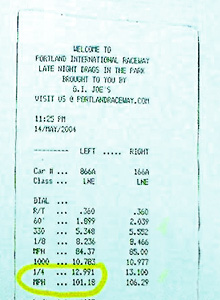 WELCOME TO
PORTLAND INTERNATIONAL RACEWAY
LATE NIGHT DRAGS IN THE PARK
BROUGHT TO YOU BY
G.I. JOE'S
VISIT US @ PORTLANDRACEWAY.COM
11:25 PM
14/MAY/2004
------- LEFT ..... RIGHT
Car # ... 866A 166A
Class ... LNE LNE
DIAL ...
R/T ... .360 .360
60' ... 1.899 2.039
330 ... 5.348 5.552
1/8 ... 8.236 8.466
MPH ... 84.37 85.00
1000 ... 10.783 10.977
1/4 ... 12.991 13.100
MPH ... 101.18 106.29